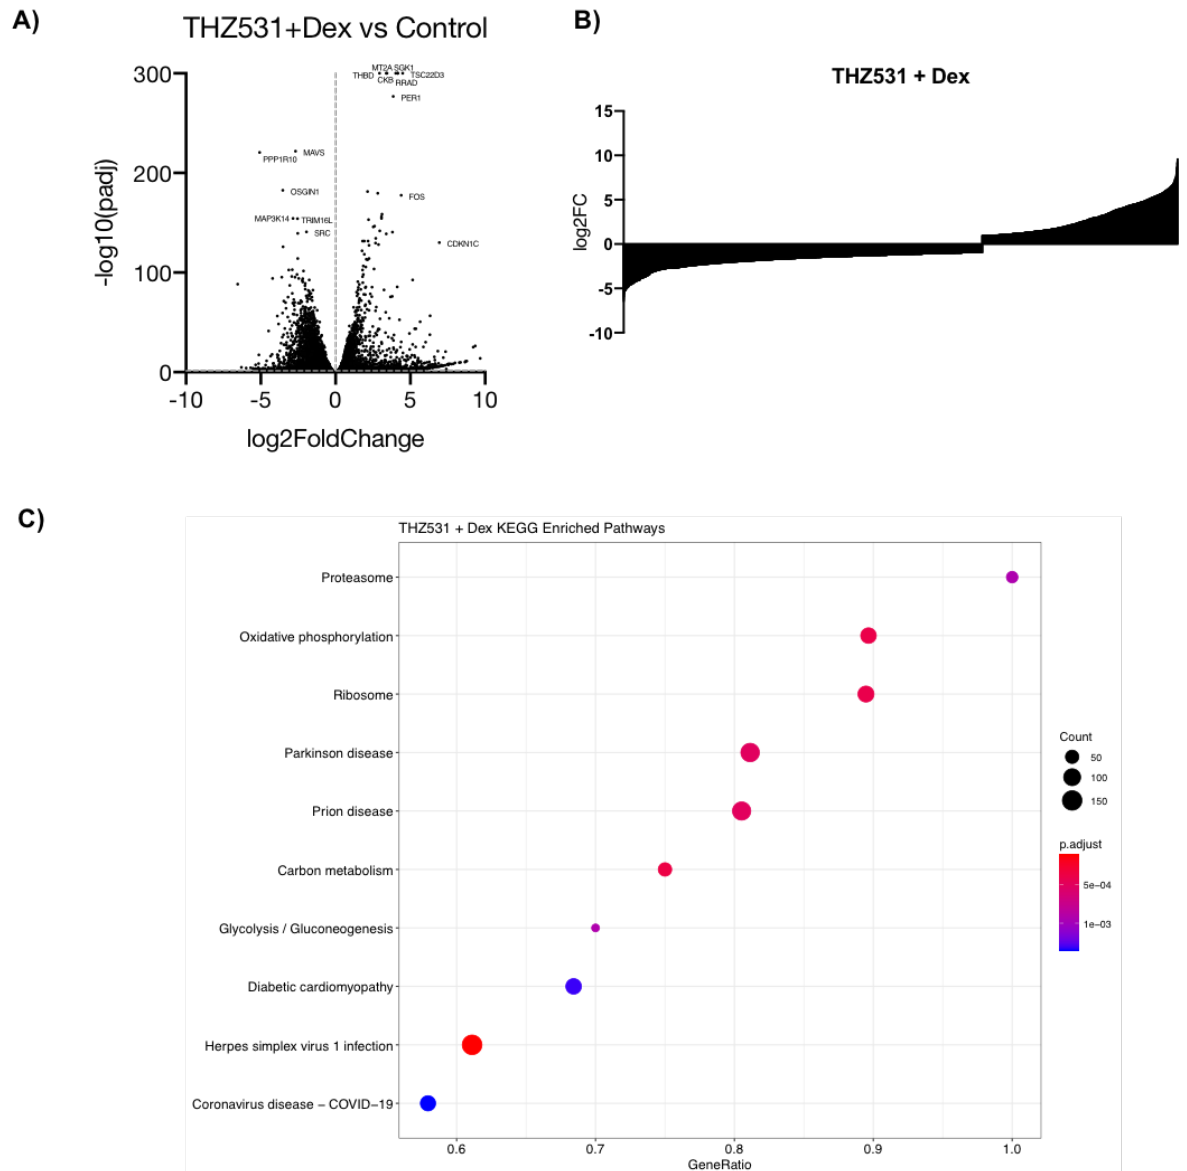 A)
THZ531+Dex vs Control
-log10(padj)
300
200
100
0
MT2A SGK1
THBD TSC22D3
CKB RRAD
PER1
PPP1R10 MAVS
OSGIN1
FOS
MAP3K14 TRIM16L
SRC
CDKN1C
-10 -5 0 5 10
log2FoldChange
B)
THZ531 + Dex
log2FC
15
10
5
0
-5
-10
C)
THZ531 + Dex KEGG Enriched Pathways
Proteasome
Oxidative phosphorylation
Ribosome
Parkinson disease
Prion disease
Carbon metabolism
Glycolysis / Gluconeogenesis
Diabetic cardiomyopathy
Herpes simplex virus 1 infection
Coronavirus disease − COVID−19
0.6 0.7 0.8 0.9 1.0
GeneRatio
Count
50
100
150
p.adjust
5e−04
1e−03